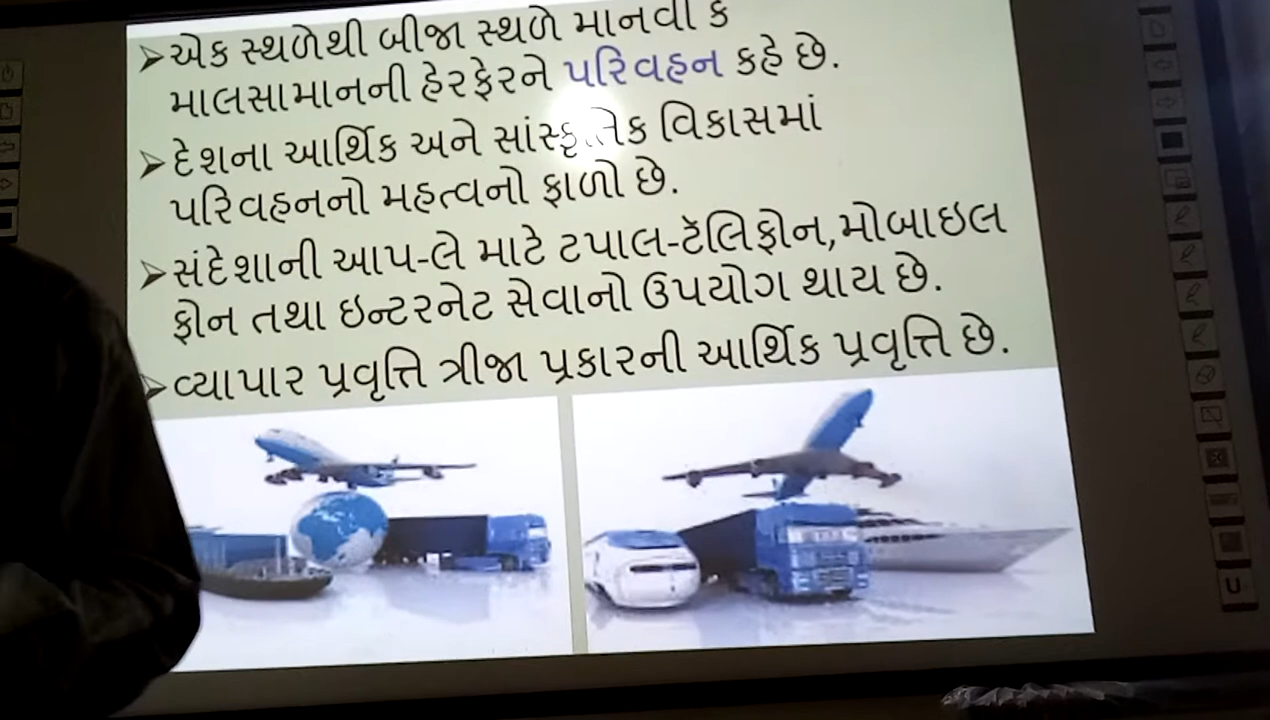 ➢એક સ્થળેથી બીજા સ્થળે માનવી કે
માલસામાનની હેરફેરને પરિવહન કહે છે.
➢દેશના આર્થિક અને સાંસ્કૃતિક વિકાસમાં
પરિવહનનો મહત્વનો ફાળો છે.
➢સંદેશાની આપ-લે માટે ટપાલ-ટૅલિફોન,મોબાઇલ
ફોન તથા ઇન્ટરનેટ સેવાનો ઉપયોગ થાય છે.
➢વ્યાપાર પ્રવૃત્તિ ત્રીજા પ્રકારની આર્થિક પ્રવૃત્તિ છે.